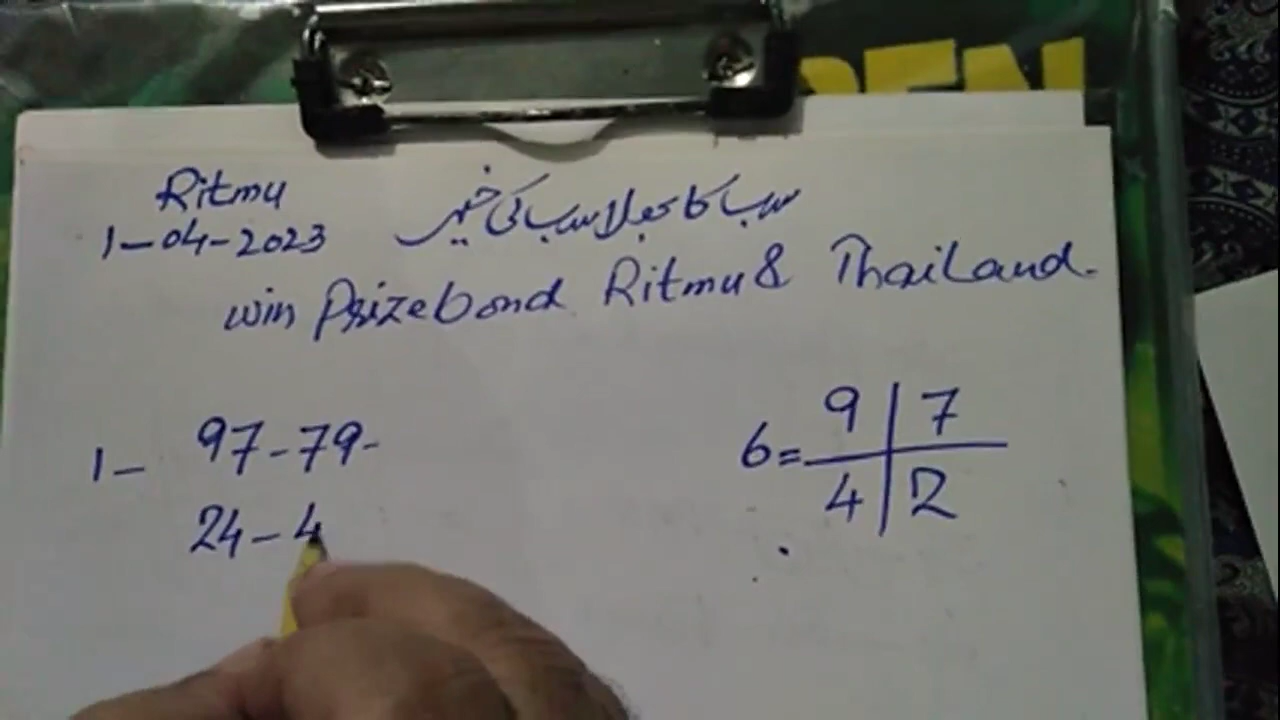 Ritmu
سب کا بھلا سب کی خیر
1-04-2023
win Prizebond Ritmu & Thailand.
1- 97-79-
24-4
6= 9 7
4 2